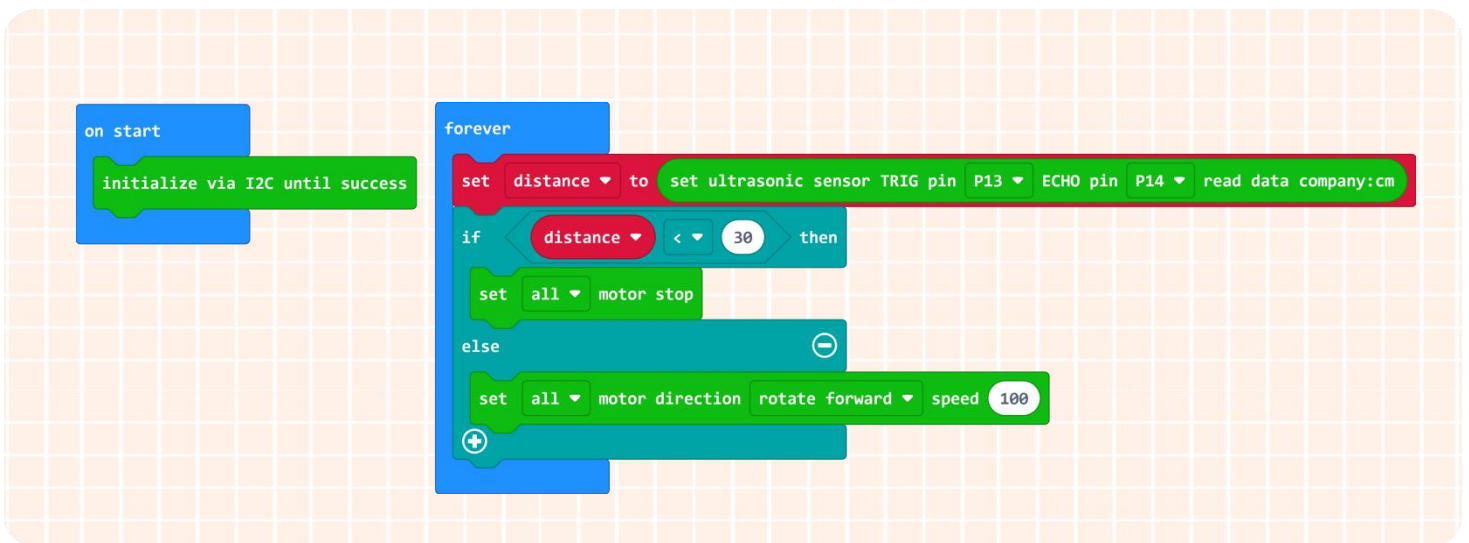 on start
initialize via I2C until success
forever
set distance to set ultrasonic sensor TRIG pin P13 ECHO pin P14 read data company:cm
if distance < 30 then
set all motor stop
else
set all motor direction rotate forward speed 100